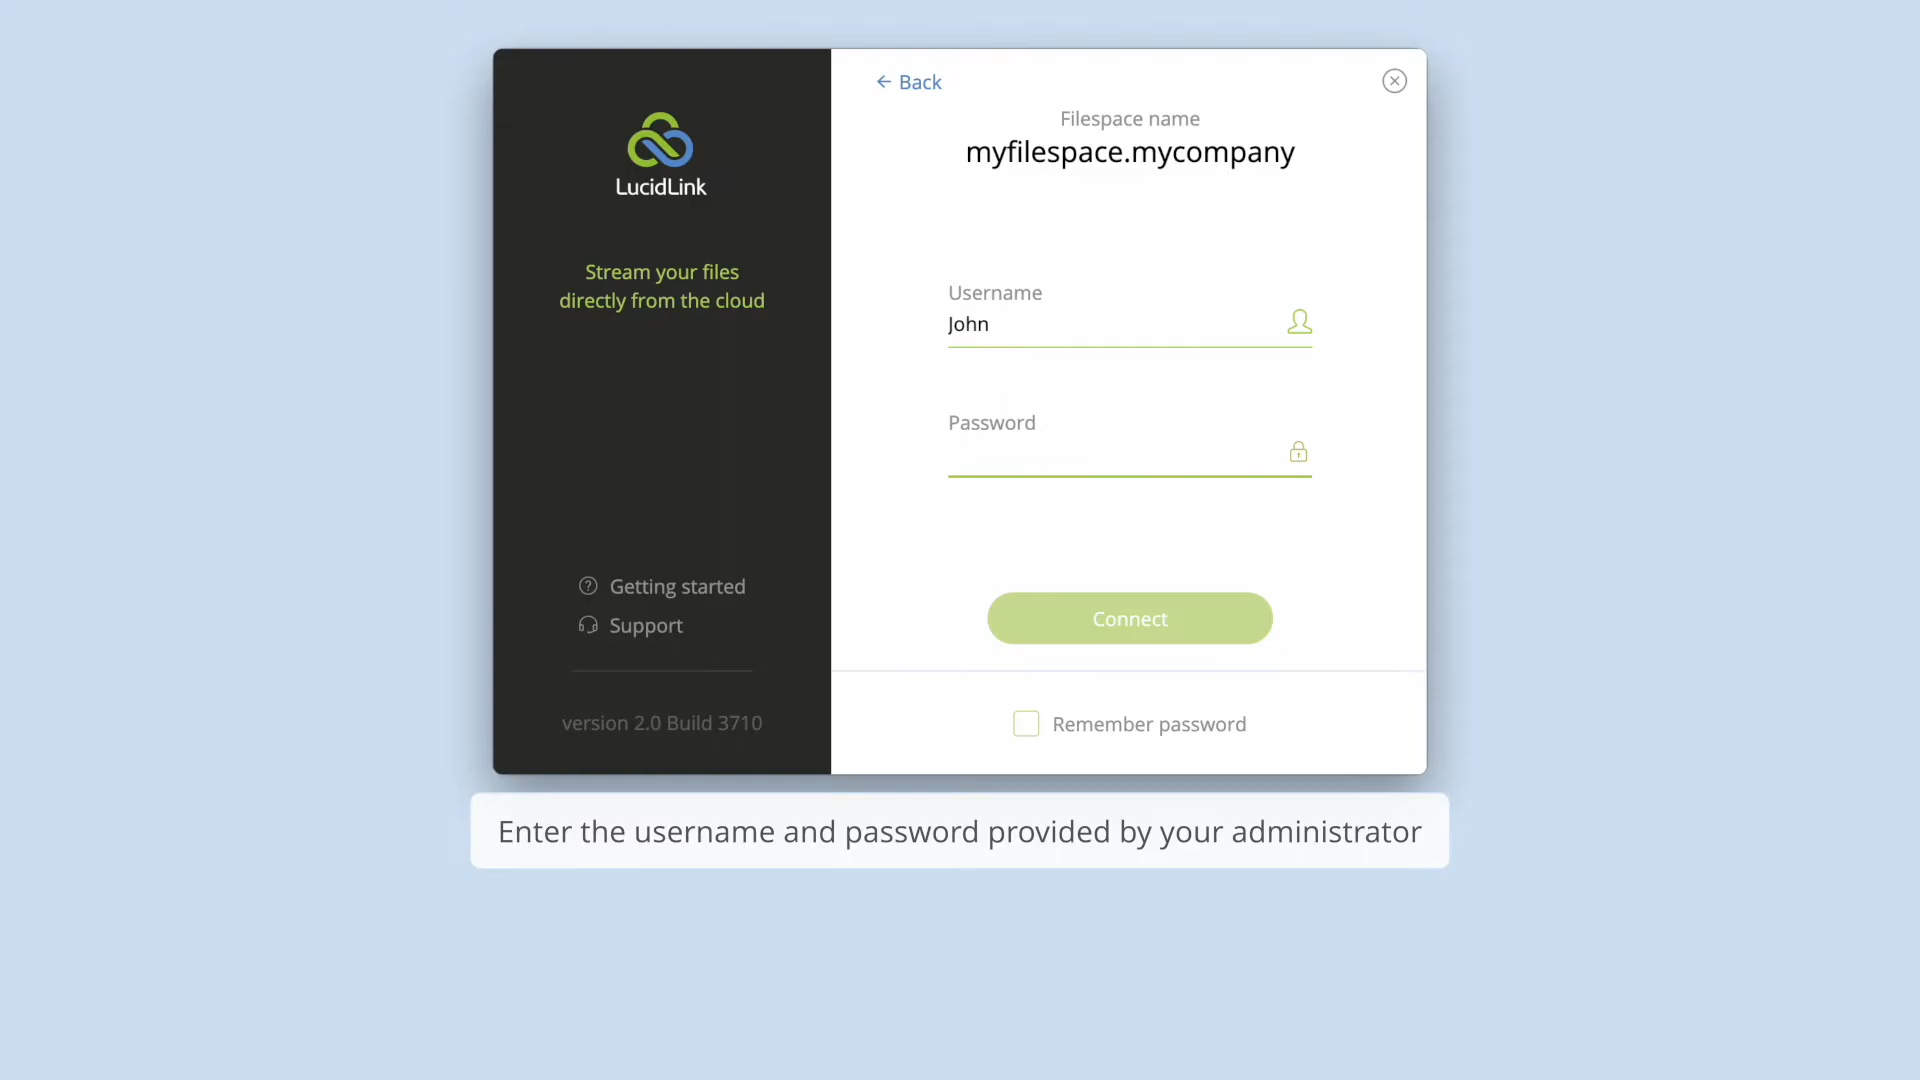 LucidLink
Stream your files
directly from the cloud
Getting started
Support
version 2.0 Build 3710
Back
Filespace name
myfilespace.mycompany
Username
John
Password
Connect
Remember password
Enter the username and password provided by your administrator